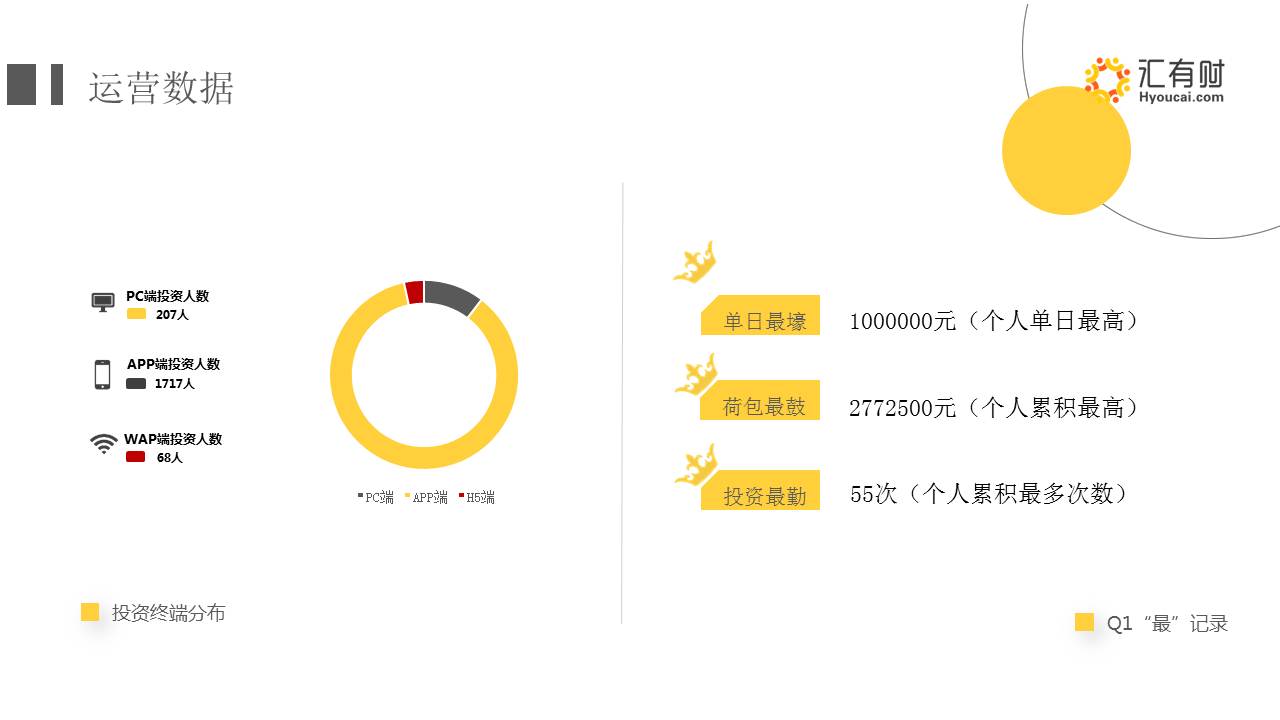 运营数据
汇有财
Hyoucai.com
PC端投资人数
207人
APP端投资人数
1717人
WAP端投资人数
68人
PC端 APP端 H5端
投资终端分布
单日最壕 1000000元（个人单日最高）
荷包最鼓 2772500元（个人累积最高）
投资最勤 55次（个人累积最多次数）
Q1“最”记录